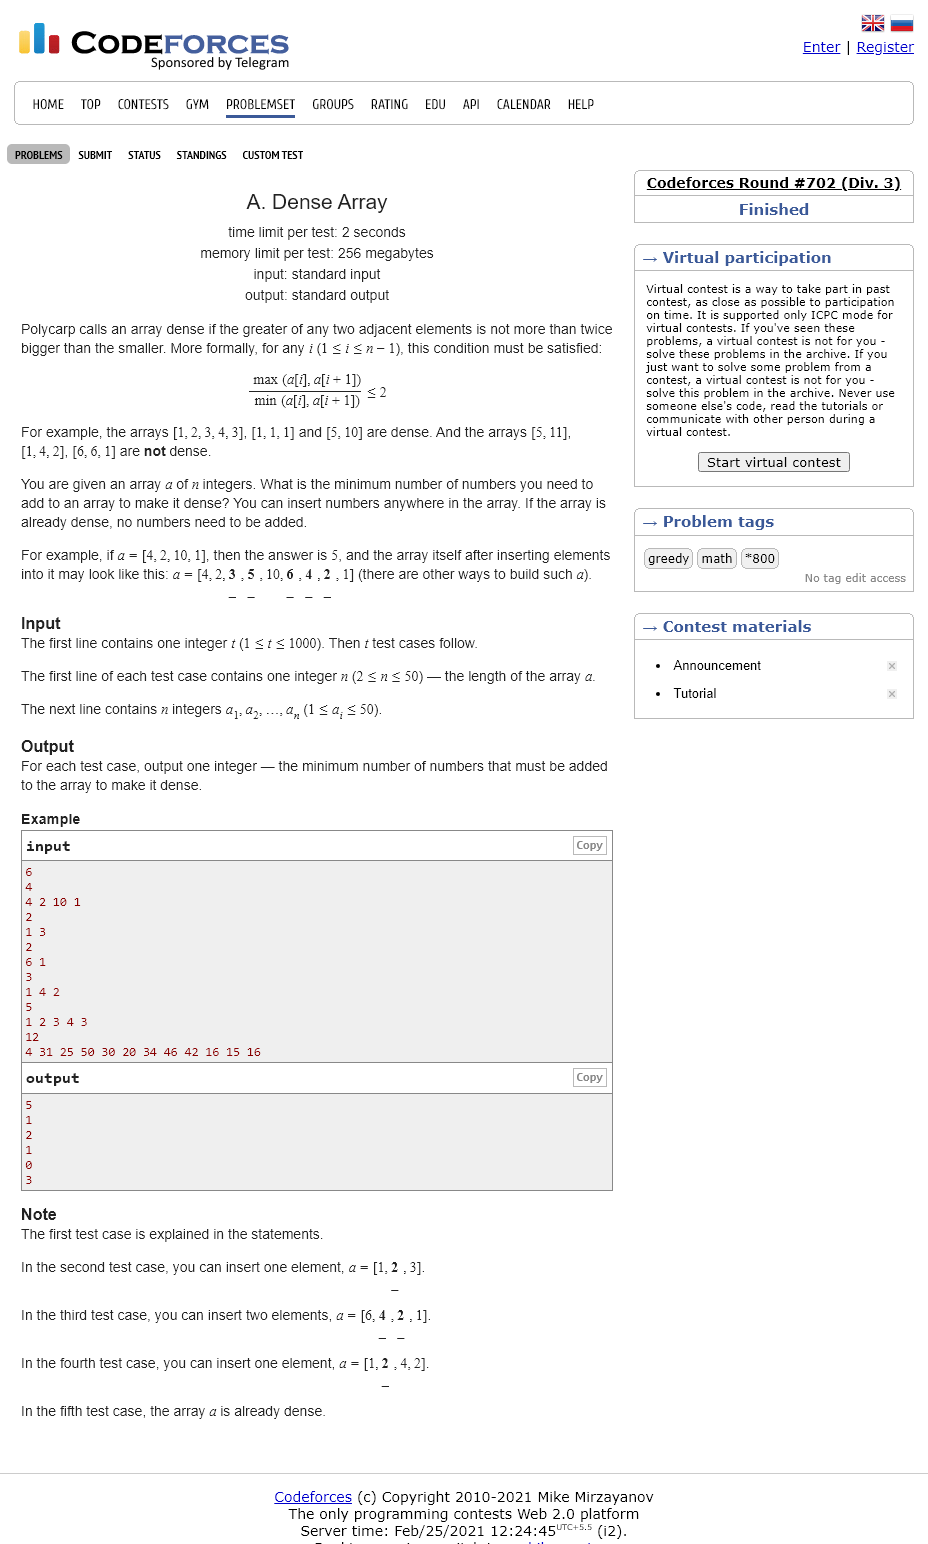 CODEFORCES
Sponsored by Telegram
Enter | Register
HOME TOP CONTESTS GYM PROBLEMSET GROUPS RATING EDU API CALENDAR HELP
PROBLEMS SUBMIT STATUS STANDINGS CUSTOM TEST
A. Dense Array
time limit per test: 2 seconds
memory limit per test: 256 megabytes
input: standard input
output: standard output
Polycarp calls an array dense if the greater of any two adjacent elements is not more than twice
bigger than the smaller. More formally, for any i (1 ≤ i ≤ n − 1), this condition must be satisfied:
max (a[i], a[i + 1])
min (a[i], a[i + 1]) ≤ 2
For example, the arrays [1, 2, 3, 4, 3], [1, 1, 1] and [5, 10] are dense. And the arrays [5, 11],
[1, 4, 2], [6, 6, 1] are not dense.
You are given an array a of n integers. What is the minimum number of numbers you need to
add to an array to make it dense? You can insert numbers anywhere in the array. If the array is
already dense, no numbers need to be added.
For example, if a = [4, 2, 10, 1], then the answer is 5, and the array itself after inserting elements
into it may look like this: a = [4, 2, 3 , 5 , 10, 6 , 4 , 2 , 1] (there are other ways to build such a).
Input
The first line contains one integer t (1 ≤ t ≤ 1000). Then t test cases follow.
The first line of each test case contains one integer n (2 ≤ n ≤ 50) — the length of the array a.
The next line contains n integers a1, a2, …, an (1 ≤ ai ≤ 50).
Output
For each test case, output one integer — the minimum number of numbers that must be added
to the array to make it dense.
Example
input Copy
6
4
4 2 10 1
2
1 3
2
6 1
3
1 4 2
5
1 2 3 4 3
12
4 31 25 50 30 20 34 46 42 16 15 16
output Copy
5
1
2
1
0
3
Note
The first test case is explained in the statements.
In the second test case, you can insert one element, a = [1, 2 , 3].
In the third test case, you can insert two elements, a = [6, 4 , 2 , 1].
In the fourth test case, you can insert one element, a = [1, 2 , 4, 2].
In the fifth test case, the array a is already dense.
Codeforces Round #702 (Div. 3)
Finished
→ Virtual participation
Virtual contest is a way to take part in past
contest, as close as possible to participation
on time. It is supported only ICPC mode for
virtual contests. If you've seen these
problems, a virtual contest is not for you -
solve these problems in the archive. If you
just want to solve some problem from a
contest, a virtual contest is not for you -
solve this problem in the archive. Never use
someone else's code, read the tutorials or
communicate with other person during a
virtual contest.
Start virtual contest
→ Problem tags
greedy math *800
No tag edit access
→ Contest materials
• Announcement ×
• Tutorial ×
Codeforces (c) Copyright 2010-2021 Mike Mirzayanov
The only programming contests Web 2.0 platform
Server time: Feb/25/2021 12:24:45UTC+5.5 (i2).